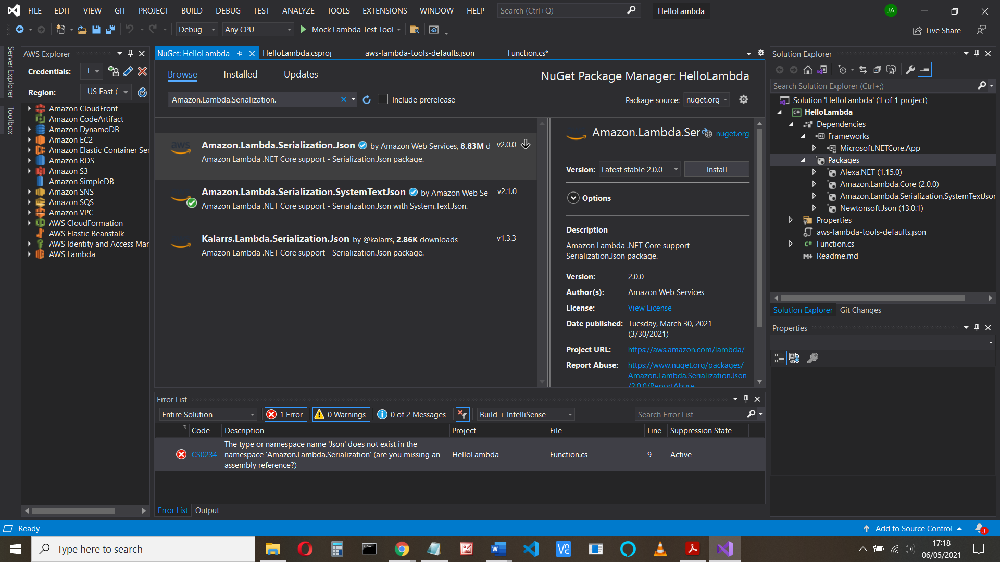 FILE EDIT VIEW GIT PROJECT BUILD DEBUG TEST ANALYZE TOOLS EXTENSIONS WINDOW HELP Search (Ctrl+Q) HelloLambda JA
Debug Any CPU Mock Lambda Test Tool Live Share
Server Explorer
Toolbox
AWS Explorer
Credentials:
Region: US East (
Amazon CloudFront
Amazon CodeArtifact
Amazon DynamoDB
Amazon EC2
Amazon Elastic Container Ser
Amazon RDS
Amazon S3
Amazon SimpleDB
Amazon SNS
Amazon SQS
Amazon VPC
AWS CloudFormation
AWS Elastic Beanstalk
AWS Identity and Access Mar
AWS Lambda
NuGet: HelloLambda HelloLambda.csproj aws-lambda-tools-defaults.json Function.cs*
Browse Installed Updates NuGet Package Manager: HelloLambda
Amazon.Lambda.Serialization. Include prerelease Package source: nuget.org
aws
Amazon.Lambda.Serialization.Json by Amazon Web Services, 8.83M d v2.0.0
Amazon Lambda .NET Core support - Serialization.Json package.
Amazon.Lambda.Serialization.SystemTextJson by Amazon Web Se v2.1.0
Amazon Lambda .NET Core support - Serialization.Json with System.Text.Json.
Kalarrs.Lambda.Serialization.Json by @kalarrs, 2.86K downloads v1.3.3
Amazon Lambda .NET Core support - Serialization.Json package.
Amazon.Lambda.Ser nuget.org
Version: Latest stable 2.0.0 Install
Options
Description
Amazon Lambda .NET Core support -
Serialization.Json package.
Version: 2.0.0
Author(s): Amazon Web Services
License: View License
Date published: Tuesday, March 30, 2021
(3/30/2021)
Project URL: https://aws.amazon.com/lambda/
Report Abuse: https://www.nuget.org/packages/
Amazon.Lambda.Serialization.Json
/2.0.0/ReportAbuse
Error List
Entire Solution 1 Error 0 Warnings 0 of 2 Messages Build + IntelliSense Search Error List
Code Description Project File Line Suppression State
CS0234 The type or namespace name 'Json' does not exist in the
namespace 'Amazon.Lambda.Serialization' (are you missing an
assembly reference?) HelloLambda Function.cs 9 Active
Error List Output
Solution Explorer
Search Solution Explorer (Ctrl+;)
Solution 'HelloLambda' (1 of 1 project)
HelloLambda
Dependencies
Frameworks
Microsoft.NETCore.App
Packages
Alexa.NET (1.15.0)
Amazon.Lambda.Core (2.0.0)
Amazon.Lambda.Serialization.SystemTextJson
Newtonsoft.Json (13.0.1)
Properties
aws-lambda-tools-defaults.json
Function.cs
Readme.md
Solution Explorer Git Changes
Properties
Ready Add to Source Control 3
Type here to search 17:18
06/05/2021